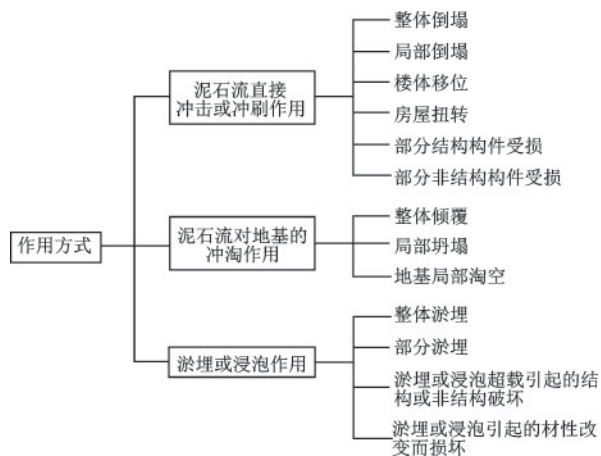 作用方式
泥石流直接
冲击或冲刷作用
整体倒塌
局部倒塌
楼体移位
房屋扭转
部分结构构件受损
部分非结构构件受损
泥石流对地基的
冲淘作用
整体倾覆
局部坍塌
地基局部淘空
淤埋或浸泡作用
整体淤埋
部分淤埋
淤埋或浸泡超载引起的结
构或非结构破坏
淤埋或浸泡引起的材性改
变而损坏